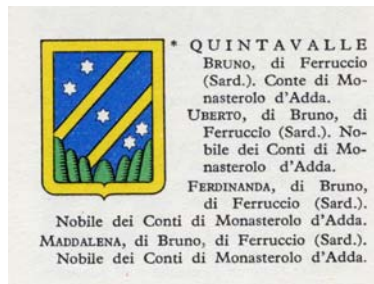 * QUINTAVALLE
BRUNO, di Ferruccio
(Sard.). Conte di Mo-
nasterolo d'Adda.
UBERTO, di Bruno, di
Ferruccio (Sard.). No-
bile dei Conti di Mo-
nasterolo d'Adda.
FERDINANDA, di Bruno,
di Ferruccio (Sard.).
Nobile dei Conti di Monasterolo d'Adda.
MADDALENA, di Bruno, di Ferruccio (Sard.).
Nobile dei Conti di Monasterolo d'Adda.